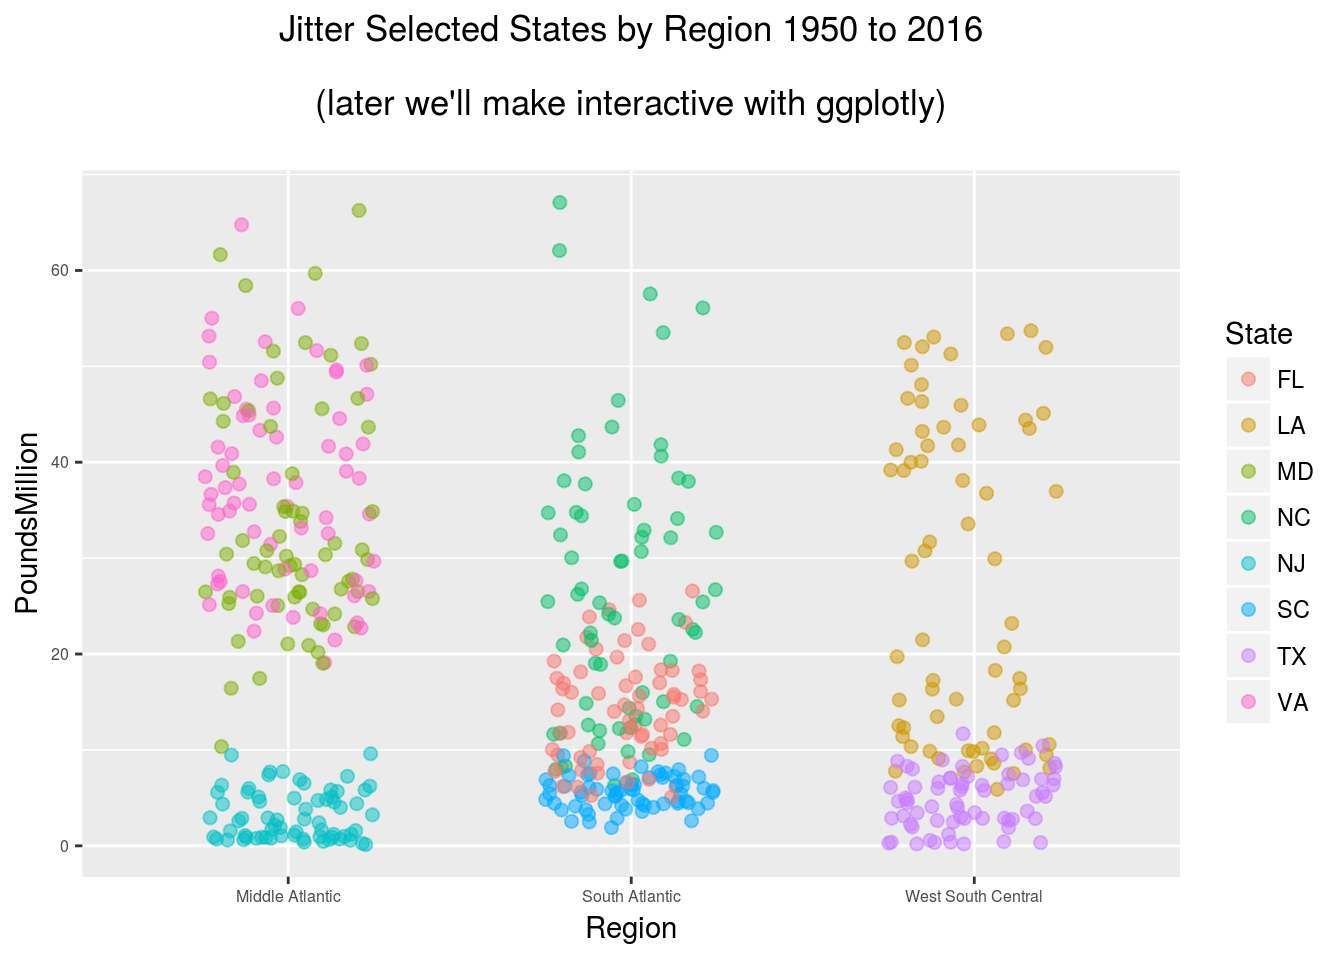 Jitter Selected States by Region 1950 to 2016
(later we'll make interactive with ggplotly)
PoundsMillion
60
40
20
0
Middle Atlantic
South Atlantic
West South Central
Region
State
FL
LA
MD
NC
NJ
SC
TX
VA